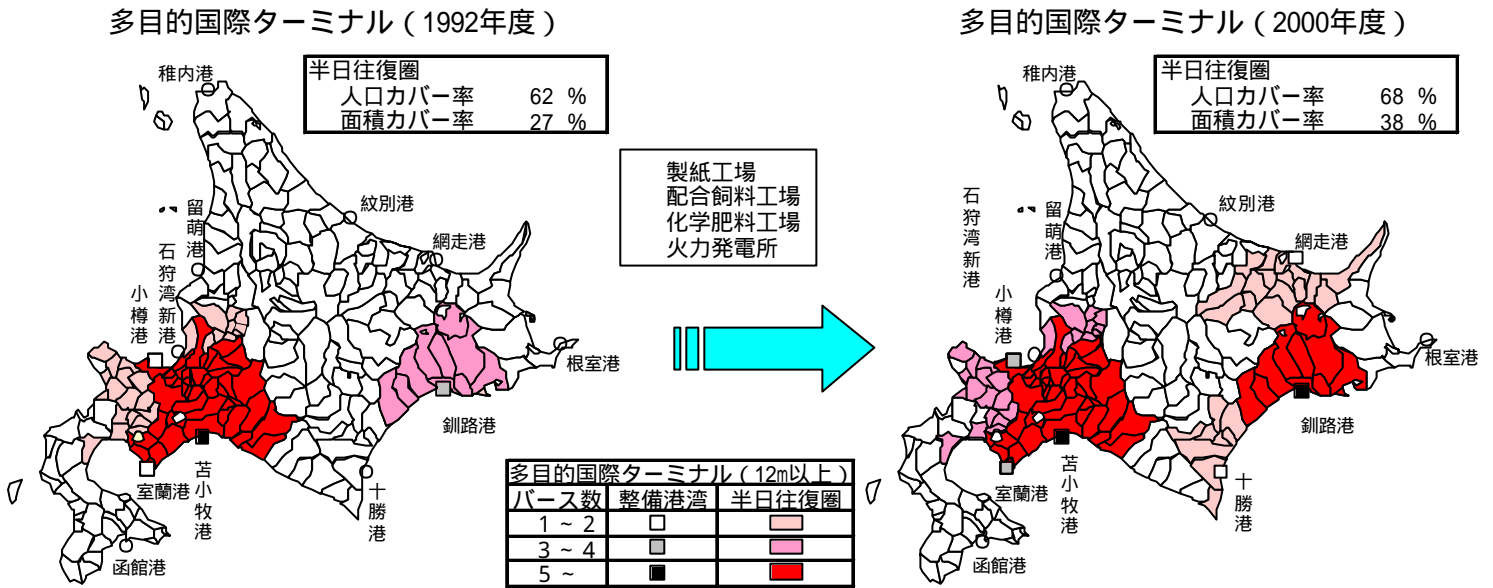 多目的国際ターミナル（1992年度）
半日往復圏
人口カバー率 62 %
面積カバー率 27 %
稚内港
紋別港
留萌港
網走港
石狩湾新港
小樽港
根室港
釧路港
室蘭港
苫小牧港
十勝港
函館港
製紙工場
配合飼料工場
化学肥料工場
火力発電所
多目的国際ターミナル（12m以上）
バース数 整備港湾 半日往復圏
1 ~ 2
3 ~ 4
5 ~
多目的国際ターミナル（2000年度）
半日往復圏
人口カバー率 68 %
面積カバー率 38 %
稚内港
紋別港
石狩湾新港
留萌港
網走港
小樽港
根室港
釧路港
室蘭港
苫小牧港
十勝港
函館港